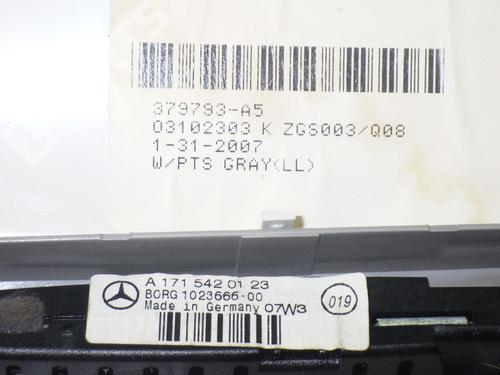 379793-A5
03102303 K ZGS003/Q08
1-31-2007
W/PTS GRAY(LL)
A 171 542 01 23
BORG 1023666-00
Made in Germany 07W3
019